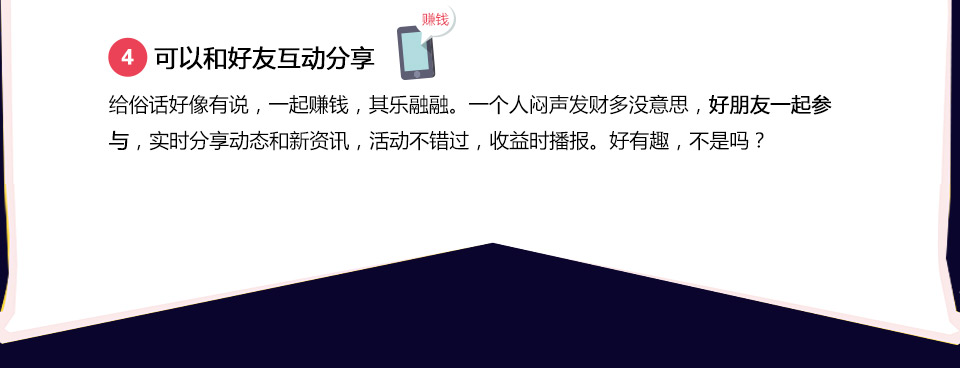 赚钱
4 可以和好友互动分享
给俗话好像有说，一起赚钱，其乐融融。一个人闷声发财多没意思，好朋友一起参
与，实时分享动态和新资讯，活动不错过，收益时播报。好有趣，不是吗？